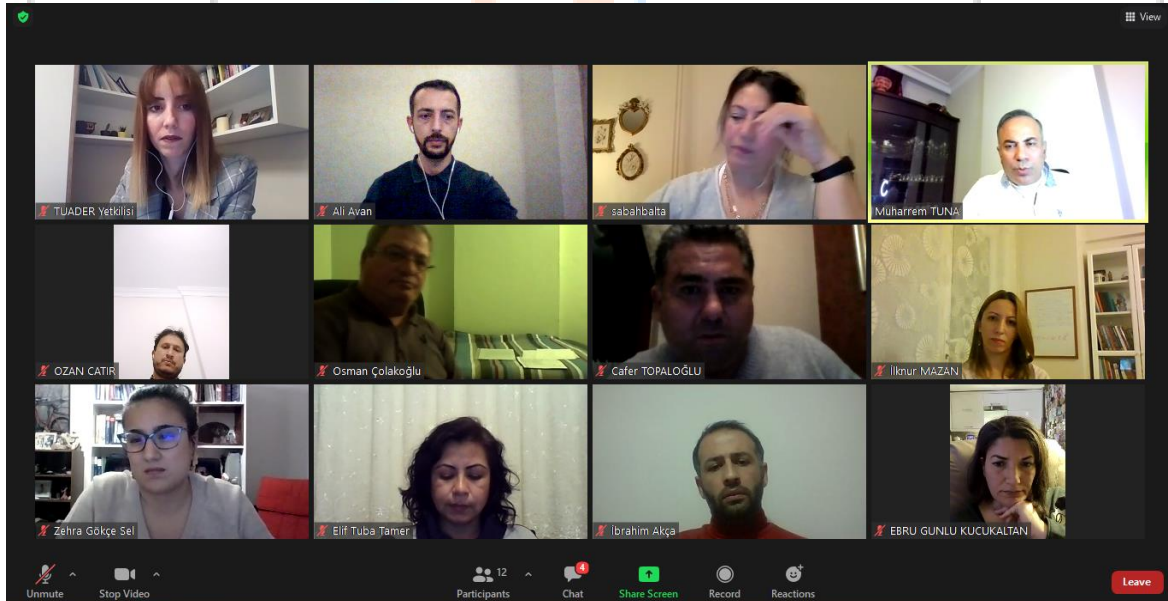 View
TUADER Yetkilisi
Ali Avan
sabahbalta
Muharrem TUNA
OZAN CATIR
Osman Çolakoğlu
Cafer TOPALOĞLU
İlknur MAZAN
Zehra Gökçe Sel
Elif Tuba Tamer
İbrahim Akça
EBRU GUNLU KUCUKALTAN
Unmute
Stop Video
12
Participants
4
Chat
Share Screen
Record
Reactions
Leave